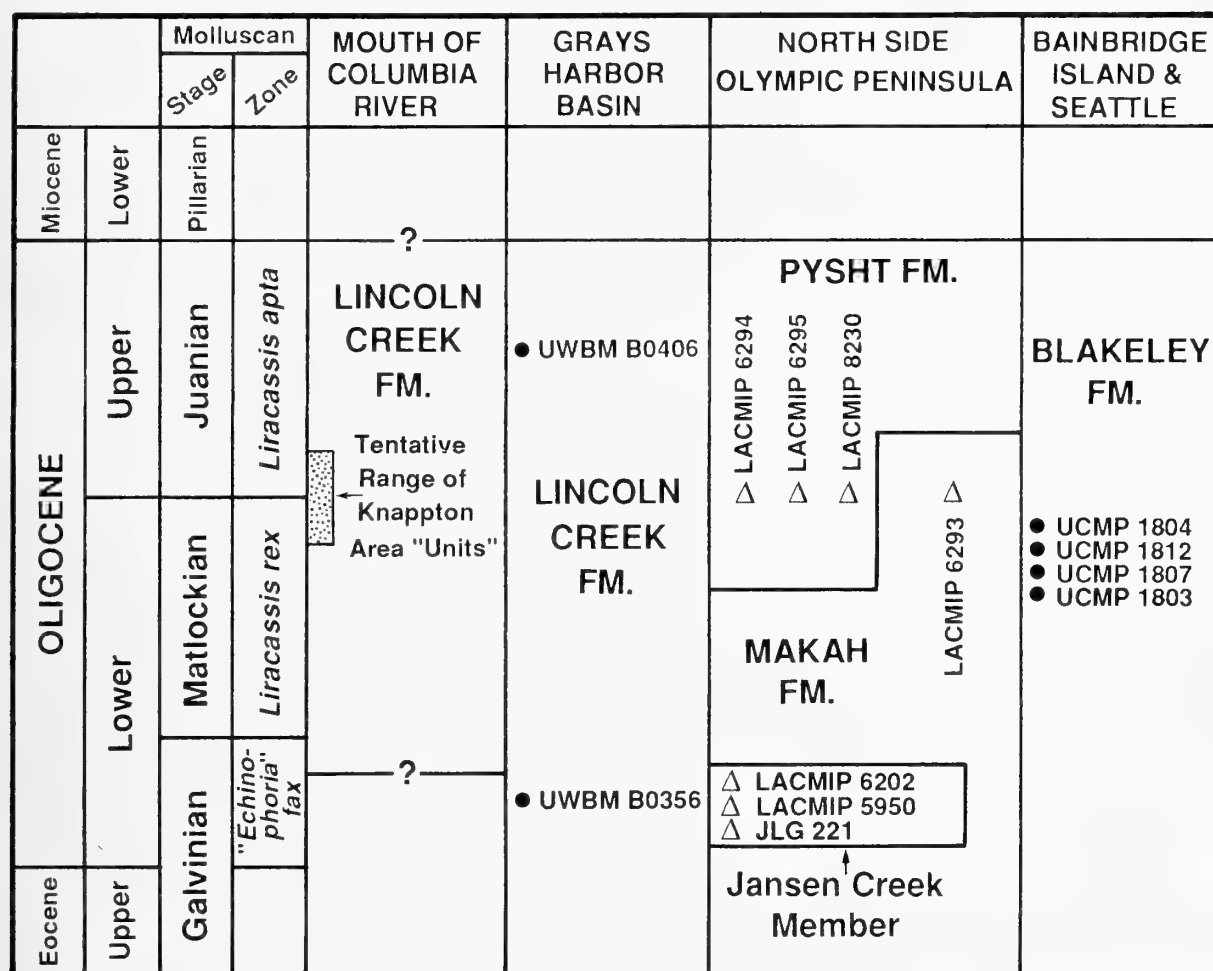 Molluscan
Stage
Zone
MOUTH OF
COLUMBIA
RIVER
GRAYS
HARBOR
BASIN
NORTH SIDE
OLYMPIC PENINSULA
BAINBRIDGE
ISLAND &
SEATTLE
Miocene
Lower
Pillarian
?
OLIGOCENE
Upper
Juanian
Liracassis apta
LINCOLN
CREEK
FM.
Tentative
Range of
Knappton
Area "Units"
● UWBM B0406
PYSHT FM.
△ LACMIP 6294
△ LACMIP 6295
△ LACMIP 8230
BLAKELEY
FM.
Lower
Matlockian
Liracassis rex
LINCOLN
CREEK
FM.
LACMIP 6293 △
● UCMP 1804
● UCMP 1812
● UCMP 1807
● UCMP 1803
MAKAH
FM.
Galvinian
"Echino-
phoria"
fax
?
● UWBM B0356
△ LACMIP 6202
△ LACMIP 5950
△ JLG 221
Jansen Creek
Member
Eocene
Upper